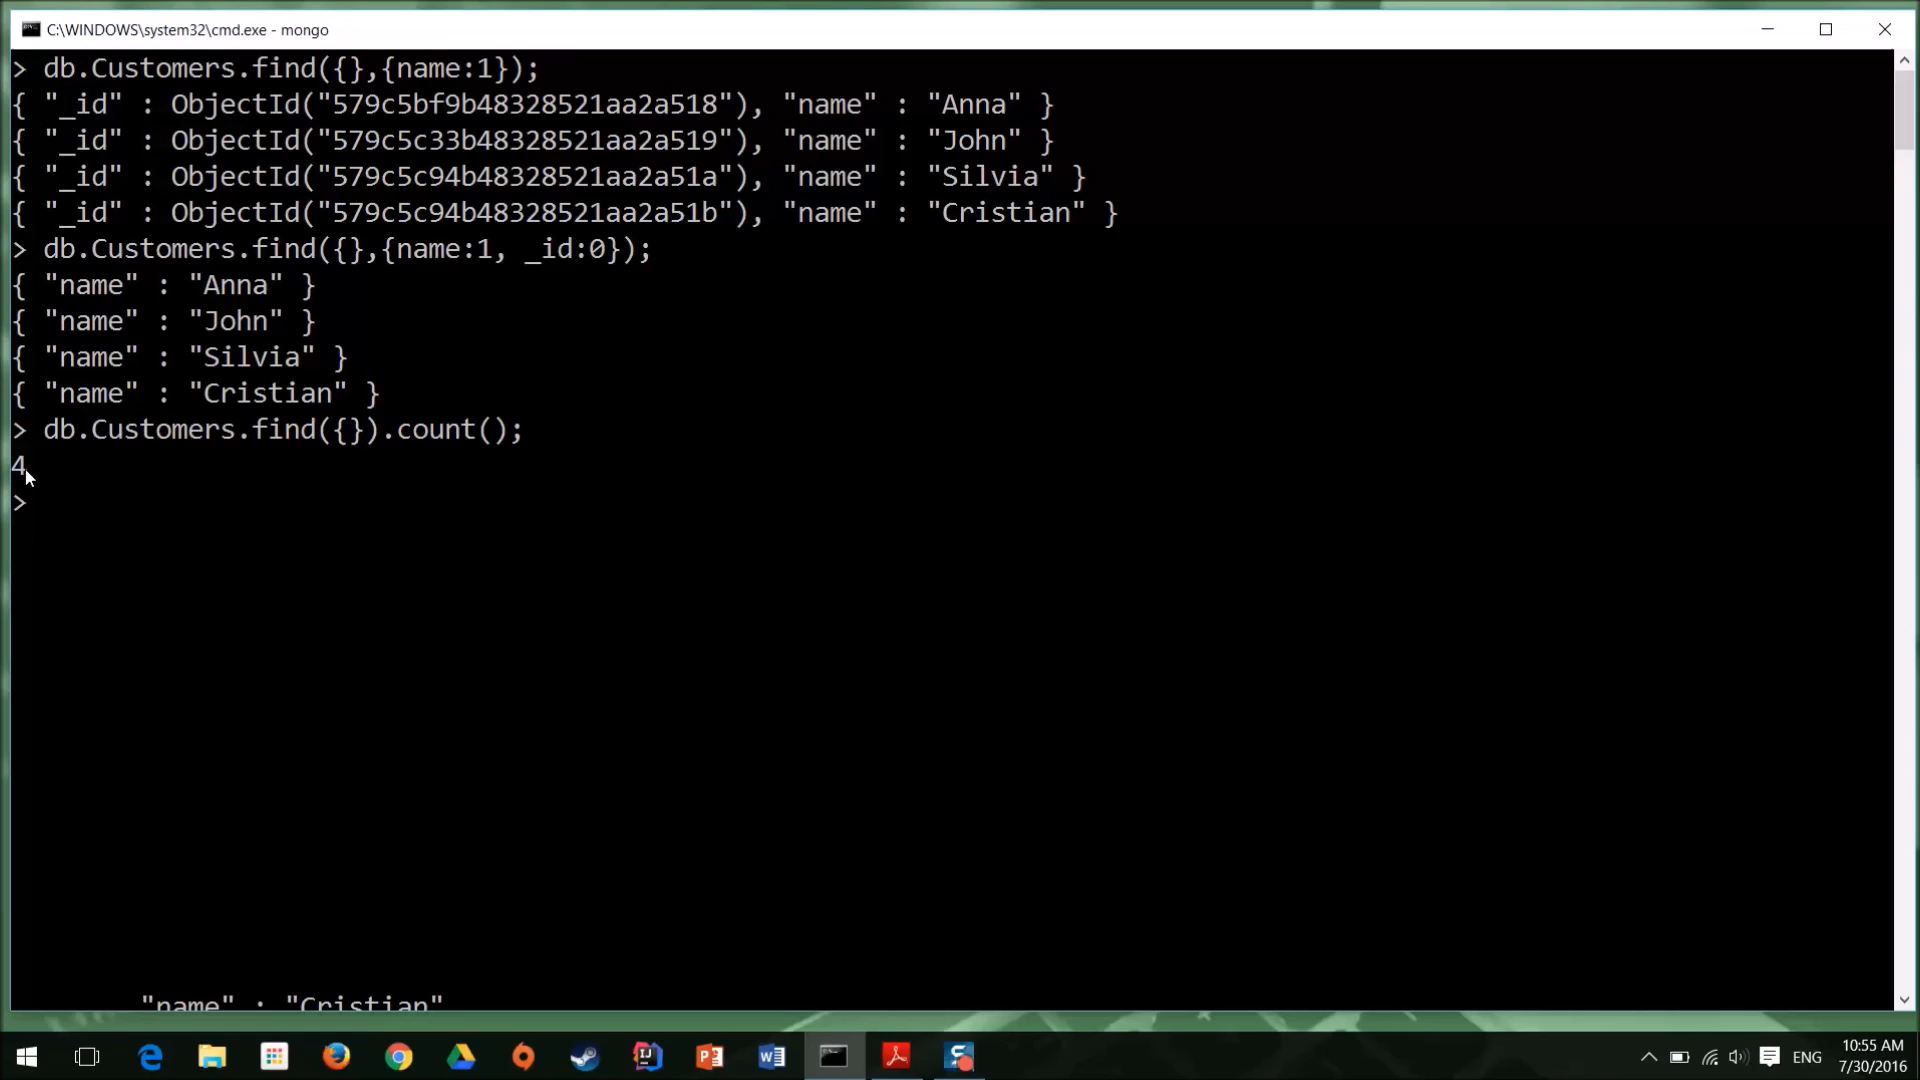 C:\WINDOWS\system32\cmd.exe - mongo
> db.Customers.find({},{name:1});
{ "_id" : ObjectId("579c5bf9b48328521aa2a518"), "name" : "Anna" }
{ "_id" : ObjectId("579c5c33b48328521aa2a519"), "name" : "John" }
{ "_id" : ObjectId("579c5c94b48328521aa2a51a"), "name" : "Silvia" }
{ "_id" : ObjectId("579c5c94b48328521aa2a51b"), "name" : "Cristian" }
> db.Customers.find({},{name:1, _id:0});
{ "name" : "Anna" }
{ "name" : "John" }
{ "name" : "Silvia" }
{ "name" : "Cristian" }
> db.Customers.find({}).count();
4
>
"name" : "Cristian"
ENG
10:55 AM
7/30/2016